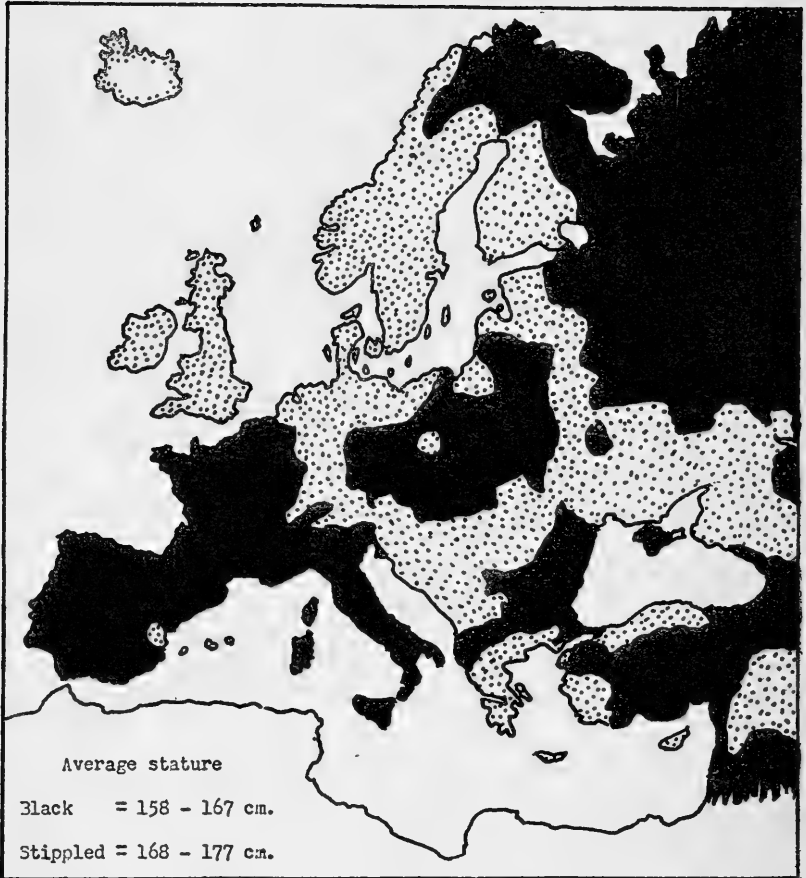 Average stature
Black = 158 - 167 cm.
Stippled = 168 - 177 cm.